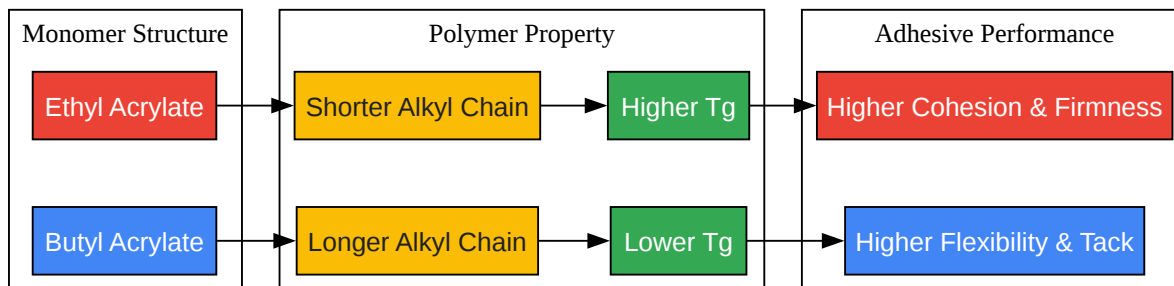 Monomer Structure
Polymer Property
Adhesive Performance
Ethyl Acrylate
Shorter Alkyl Chain
Higher Tg
Higher Cohesion & Firmness
Butyl Acrylate
Longer Alkyl Chain
Lower Tg
Higher Flexibility & Tack